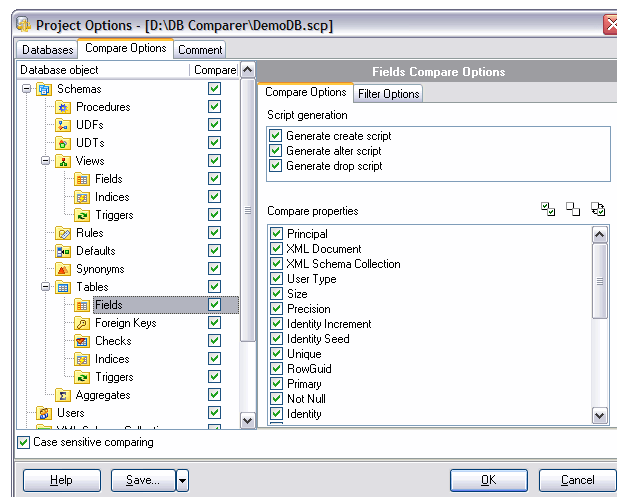 Project Options - [D:\DB Comparer\DemoDB.scp]
Databases Compare Options Comment
Database object Compare
Schemas
Procedures
UDFs
UDTs
Views
Fields
Indices
Triggers
Rules
Defaults
Synonyms
Tables
Fields
Foreign Keys
Checks
Indices
Triggers
Aggregates
Users
Fields Compare Options
Compare Options Filter Options
Script generation
Generate create script
Generate alter script
Generate drop script
Compare properties
Principal
XML Document
XML Schema Collection
User Type
Size
Precision
Identity Increment
Identity Seed
Unique
RowGuid
Primary
Not Null
Identity
Case sensitive comparing
Help Save... OK Cancel